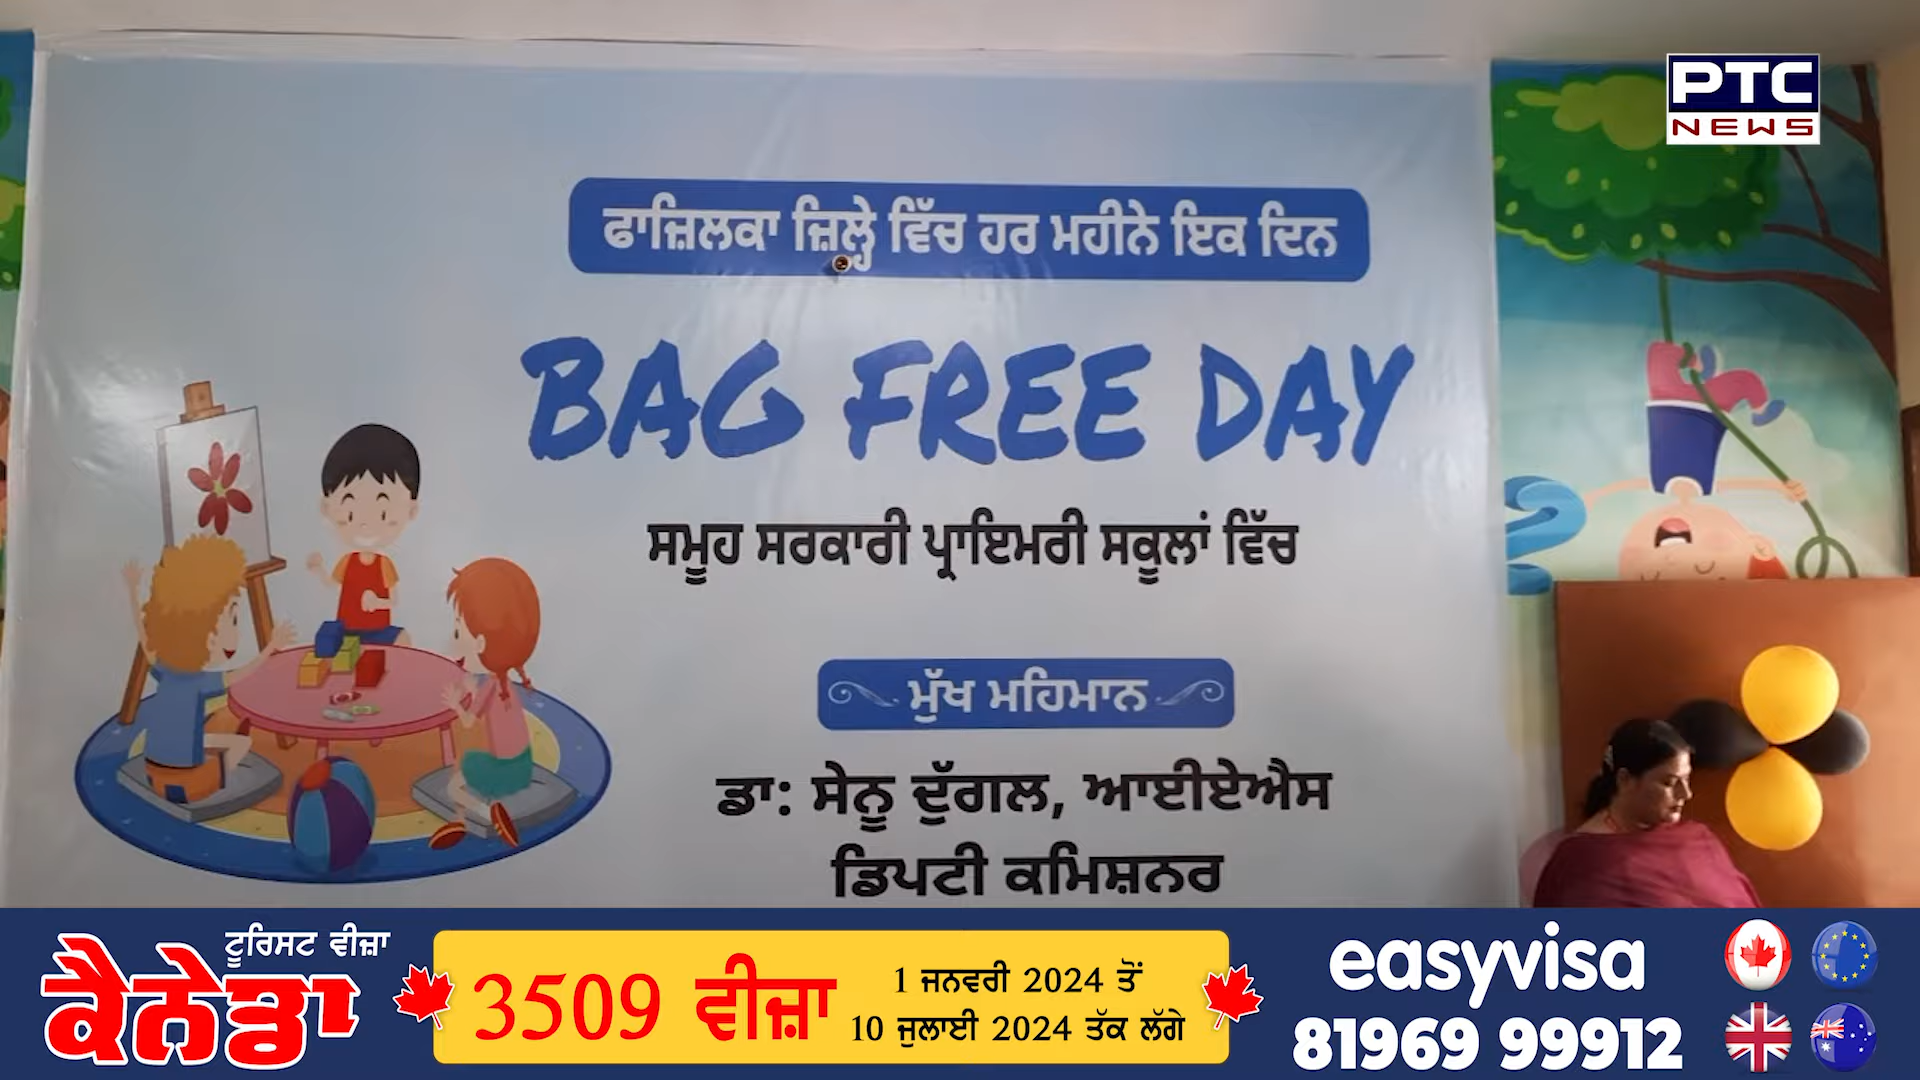 PTC
NEWS
ਫਾਜ਼ਿਲਕਾ ਜ਼ਿਲ੍ਹੇ ਵਿੱਚ ਹਰ ਮਹੀਨੇ ਇਕ ਦਿਨ
BAG FREE DAY
ਸਮੂਹ ਸਰਕਾਰੀ ਪ੍ਰਾਇਮਰੀ ਸਕੂਲਾਂ ਵਿੱਚ
ਮੁੱਖ ਮਹਿਮਾਨ
ਡਾ: ਸੇਨੂ ਦੁੱਗਲ, ਆਈਏਐਸ
ਡਿਪਟੀ ਕਮਿਸ਼ਨਰ
ਟੂਰਿਸਟ ਵੀਜ਼ਾ
ਕੈਨੇਡਾ
3509 ਵੀਜ਼ਾ
1 ਜਨਵਰੀ 2024 ਤੋਂ
10 ਜੁਲਾਈ 2024 ਤੱਕ ਲੱਗੇ
easyvisa
81969 99912